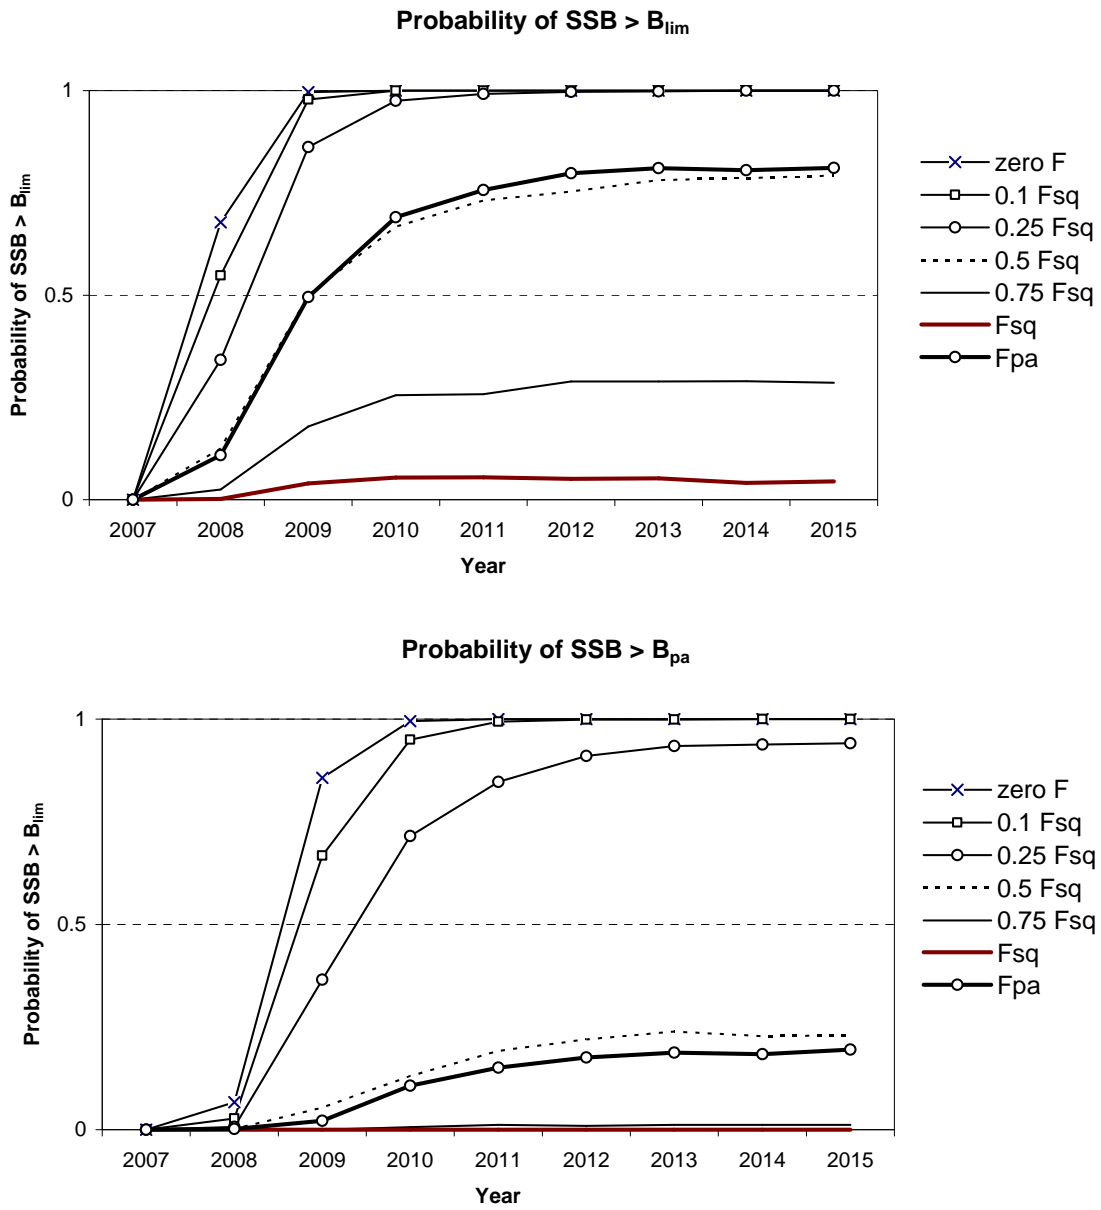 Probability of SSB > Blim
Probability of SSB > Blim
1
0.5
0
2007 2008 2009 2010 2011 2012 2013 2014 2015
Year
zero F
0.1 Fsq
0.25 Fsq
0.5 Fsq
0.75 Fsq
Fsq
Fpa
Probability of SSB > Bpa
Probability of SSB > Blim
1
0.5
0
2007 2008 2009 2010 2011 2012 2013 2014 2015
Year
zero F
0.1 Fsq
0.25 Fsq
0.5 Fsq
0.75 Fsq
Fsq
Fpa